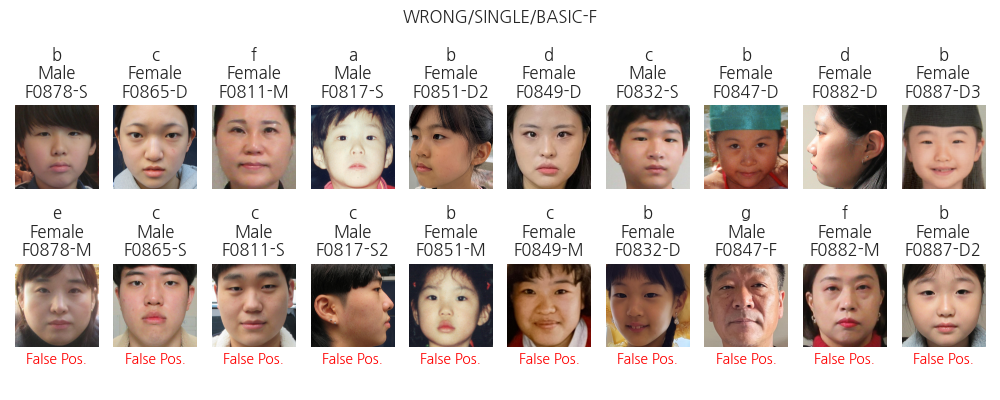 WRONG/SINGLE/BASIC-F
b c f a b d c b d b
Male Female Female Male Female Female Male Female Female Female
F0878-S F0865-D F0811-M F0817-S F0851-D2 F0849-D F0832-S F0847-D F0882-D F0887-D3
e c c c b c b g f b
Female Male Male Male Female Female Female Male Female Female
F0878-M F0865-S F0811-S F0817-S2 F0851-M F0849-M F0832-D F0847-F F0882-M F0887-D2
False Pos. False Pos. False Pos. False Pos. False Pos. False Pos. False Pos. False Pos. False Pos. False Pos.